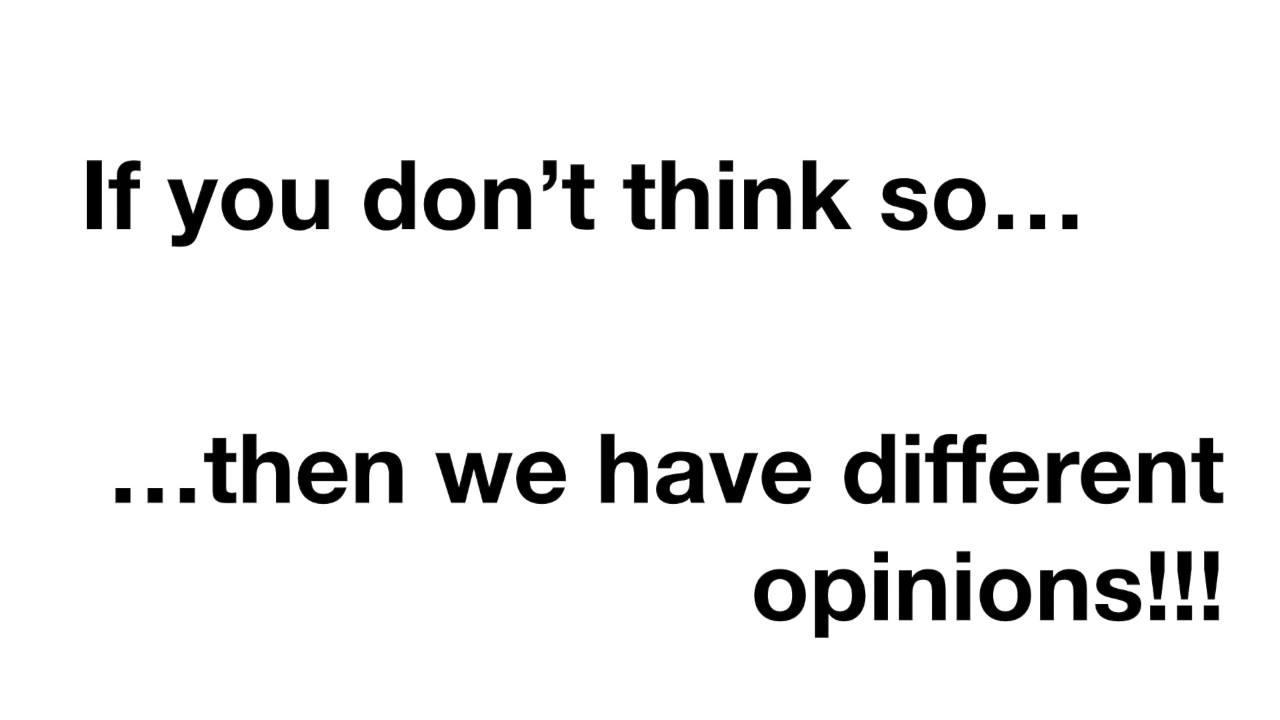 If you don’t think so…
…then we have different
opinions!!!